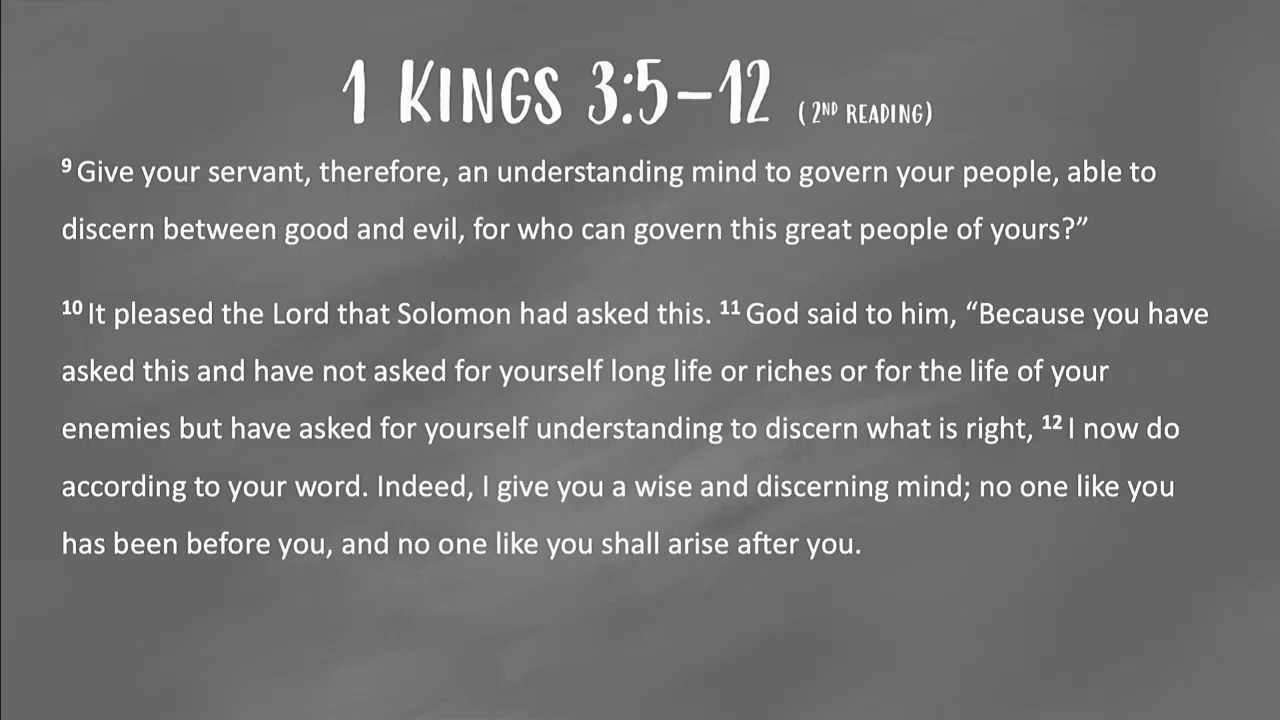 1 KINGS 3:5–12 (2ND READING)
9 Give your servant, therefore, an understanding mind to govern your people, able to
discern between good and evil, for who can govern this great people of yours?”
10 It pleased the Lord that Solomon had asked this. 11 God said to him, “Because you have
asked this and have not asked for yourself long life or riches or for the life of your
enemies but have asked for yourself understanding to discern what is right, 12 I now do
according to your word. Indeed, I give you a wise and discerning mind; no one like you
has been before you, and no one like you shall arise after you.